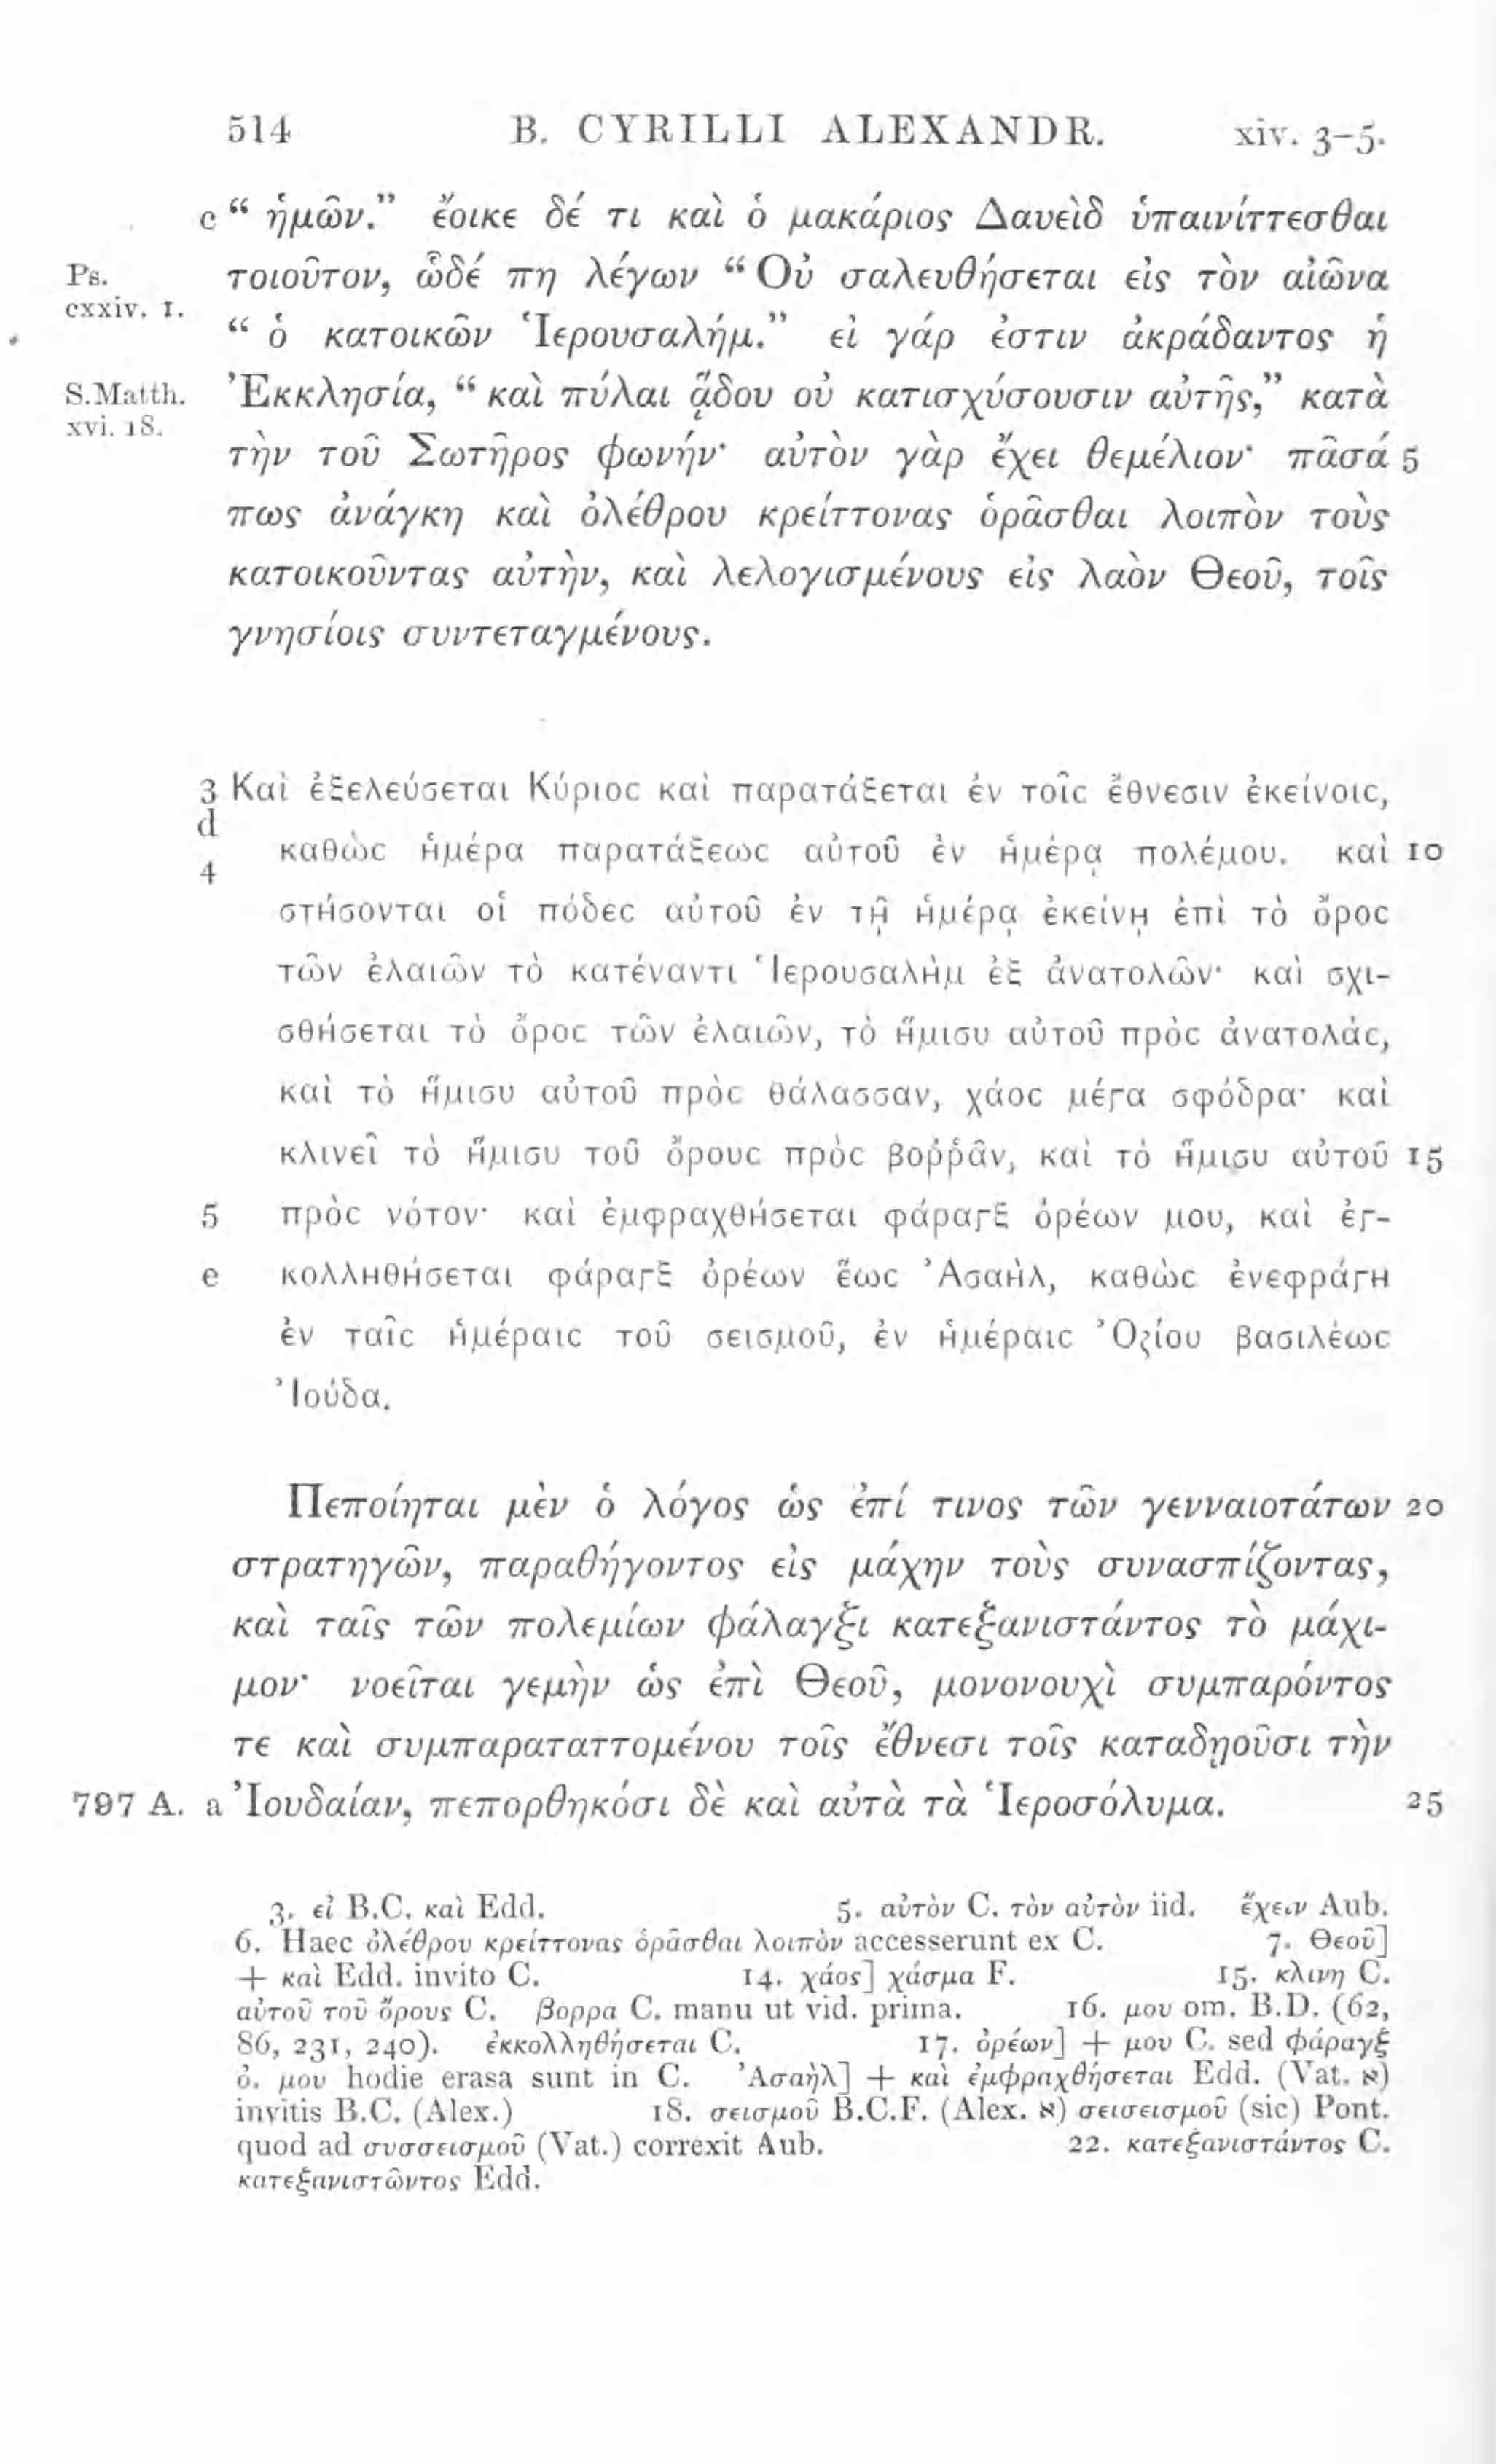 514 B. CYRILLI ALEXANDR. xiv. 3–5.
c “ ἡμῶν.” ἔοικε δέ τι καὶ ὁ μακάριος Δαυεὶδ ὑπαινίττεσθαι
Ps. τοιοῦτον, ὧδέ πη λέγων “ Οὐ σαλευθήσεται εἰς τὸν αἰῶνα
cxxiv. 1. “ ὁ κατοικῶν Ἱερουσαλήμ.” εἰ γάρ ἐστιν ἀκράδαντος ἡ
S. Matth. Ἐκκλησία, “ καὶ πύλαι ᾅδου οὐ κατισχύσουσιν αὐτῆς,” κατὰ
xvi. 18. τὴν τοῦ Σωτῆρος φωνήν· αὐτὸν γὰρ ἔχει θεμέλιον· πᾶσά 5
πως ἀνάγκη καὶ ὀλέθρου κρείττονας ὁρᾶσθαι λοιπὸν τοὺς
κατοικοῦντας αὐτὴν, καὶ λελογισμένους εἰς λαὸν Θεοῦ, τοῖς
γνησίοις συντεταγμένους.
3 Καὶ ἐξελεύσεται Κύριος καὶ παρατάξεται ἐν τοῖς ἔθνεσιν ἐκείνοις,
d
4 καθὼς ἡμέρα παρατάξεως αὐτοῦ ἐν ἡμέρᾳ πολέμου. καὶ 10
στήσονται οἱ πόδες αὐτοῦ ἐν τῇ ἡμέρᾳ ἐκείνῃ ἐπὶ τὸ ὄρος
τῶν ἐλαιῶν τὸ κατέναντι Ἱερουσαλὴμ ἐξ ἀνατολῶν· καὶ σχι-
σθήσεται τὸ ὄρος τῶν ἐλαιῶν, τὸ ἥμισυ αὐτοῦ πρὸς ἀνατολάς,
καὶ τὸ ἥμισυ αὐτοῦ πρὸς θάλασσαν, χάος μέγα σφόδρα· καὶ
κλινεῖ τὸ ἥμισυ τοῦ ὄρους πρὸς βοῤῥᾶν, καὶ τὸ ἥμισυ αὐτοῦ 15
5 πρὸς νότον· καὶ ἐμφραχθήσεται φάραγξ ὀρέων μου, καὶ ἐγ-
e κολληθήσεται φάραγξ ὀρέων ἕως Ἀσαὴλ, καθὼς ἐνεφράγη
ἐν ταῖς ἡμέραις τοῦ σεισμοῦ, ἐν ἡμέραις Ὀζίου βασιλέως
Ἰούδα.
Πεποίηται μὲν ὁ λόγος ὡς ἐπί τινος τῶν γενναιοτάτων 20
στρατηγῶν, παραθήγοντος εἰς μάχην τοὺς συνασπίζοντας,
καὶ ταῖς τῶν πολεμίων φάλαγξι κατεξανιστάντος τὸ μάχι-
μον· νοεῖται γεμὴν ὡς ἐπὶ Θεοῦ, μονονουχὶ συμπαρόντος
τε καὶ συμπαραταττομένου τοῖς ἔθνεσι τοῖς καταδῃοῦσι τὴν
797 A. a Ἰουδαίαν, πεπορθηκόσι δὲ καὶ αὐτὰ τὰ Ἱεροσόλυμα. 25
3. εἰ B.C. καὶ Edd. 5. αὐτὸν C. τὸν αὐτὸν iid. ἔχειν Aub.
6. Haec ὀλέθρου κρείττονας ὁρᾶσθαι λοιπὸν accesserunt ex C. 7. Θεοῦ]
+ καὶ Edd. invito C. 14. χάος] χάσμα F. 15. κλινη C.
αὐτοῦ τοῦ ὄρους C. βορρα C. manu ut vid. prima. 16. μου om. B.D. (62,
86, 231, 240). ἐκκολληθήσεται C. 17. ὀρέων] + μου C. sed φάραγξ
ὀ. μου hodie erasa sunt in C. Ἀσαὴλ] + καὶ ἐμφραχθήσεται Edd. (Vat. א)
invitis B.C. (Alex.) 18. σεισμοῦ B.C.F. (Alex. א) σεισεισμοῦ (sic) Pont.
quod ad συσσεισμοῦ (Vat.) correxit Aub. 22. κατεξανιστάντος C.
κατεξανιστῶντος Edd.